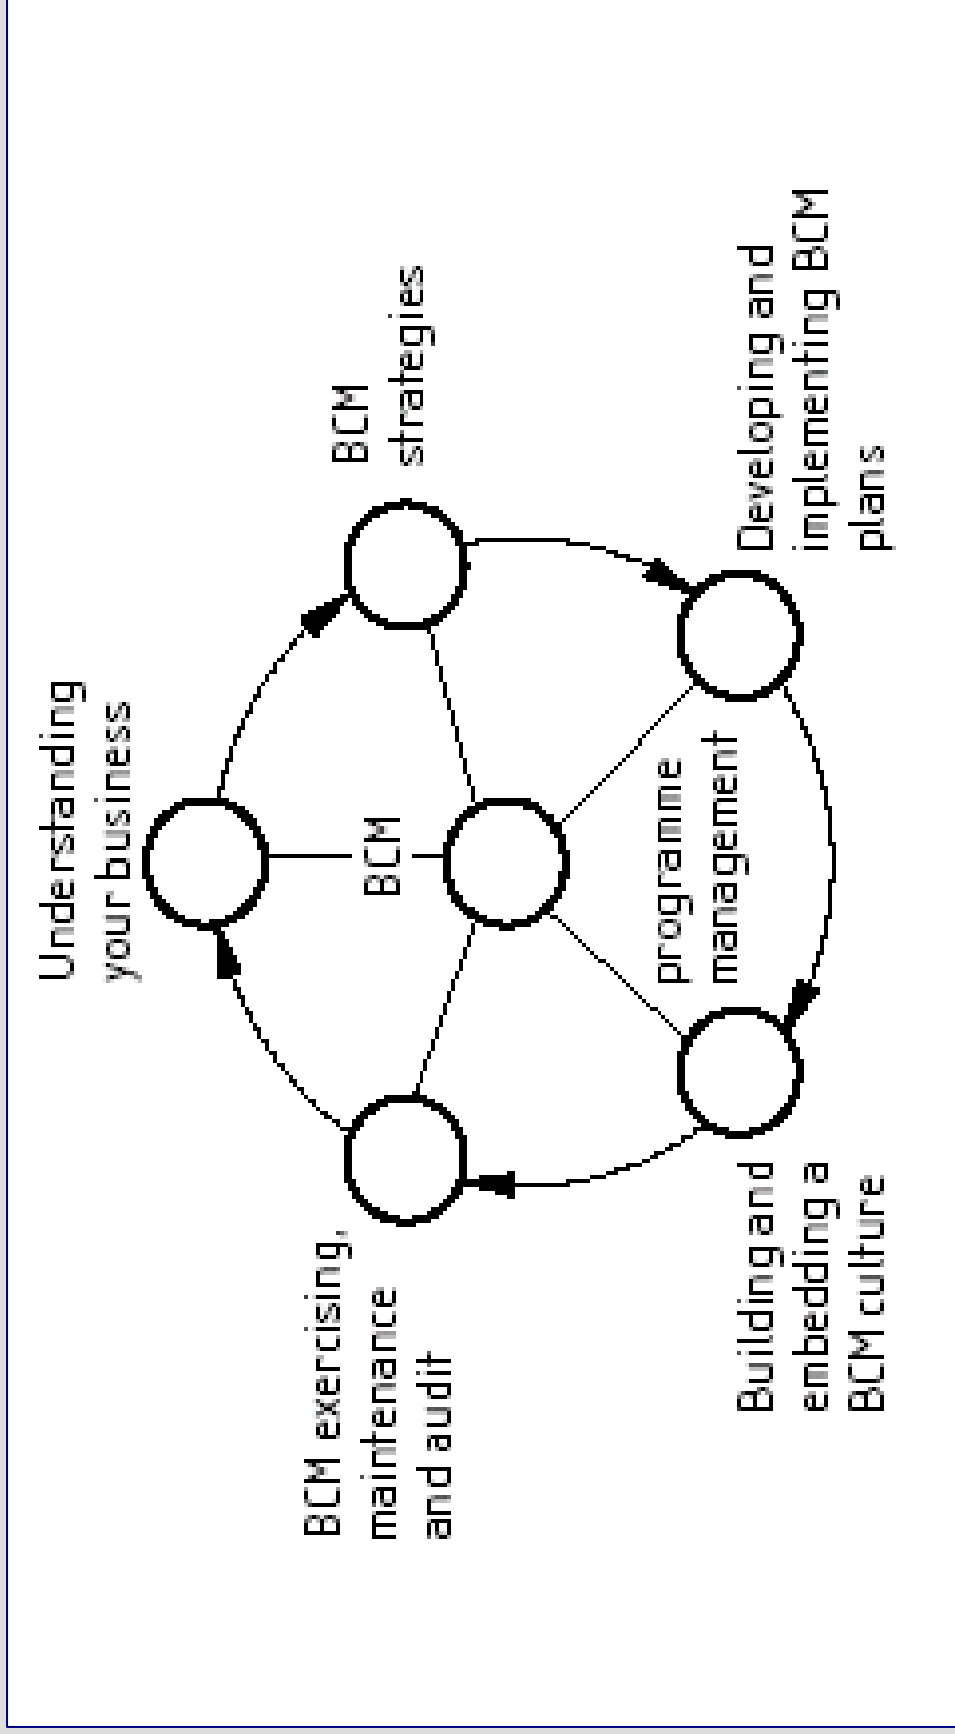 Understanding
your business
BCM
strategies
Developing and
implementing BCM
plans
Building and
embedding a
BCM culture
BCM exercising,
maintenance
and audit
BCM
programme
management